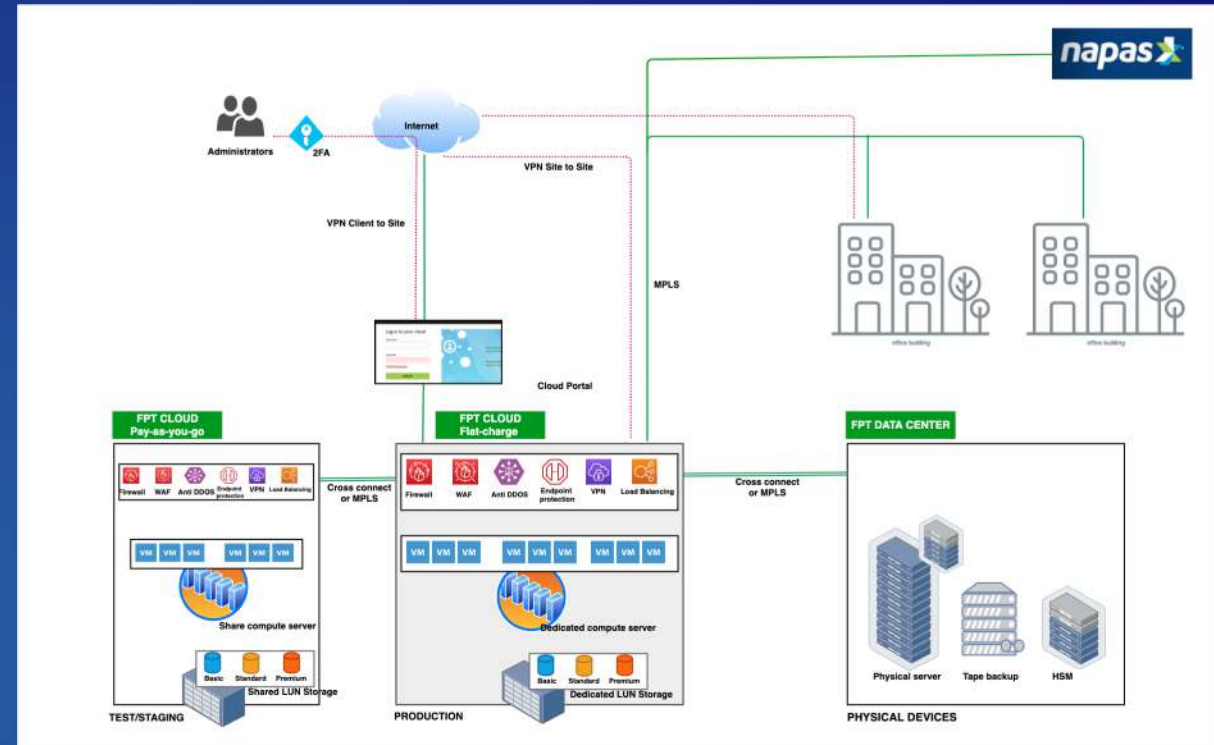 napas
Internet
Administrators
2FA
VPN Site to Site
VPN Client to Site
MPLS
office building
office building
Cloud Portal
FPT CLOUD
Pay-as-you-go
FPT CLOUD
Flat-charge
FPT DATA CENTER
Firewall
WAF
Anti DDOS
Endpoint
protection
VPN
Load Balancing
Cross connect
or MPLS
Firewall
WAF
Anti DDOS
Endpoint
protection
VPN
Load Balancing
Cross connect
or MPLS
VM VM VM VM VM VM
VM VM VM VM VM VM VM VM VM
Share compute server
Dedicated compute server
Basic
Standard
Premium
Shared LUN Storage
Basic
Standard
Premium
Dedicated LUN Storage
Physical server
Tape backup
HSM
TEST/STAGING
PRODUCTION
PHYSICAL DEVICES